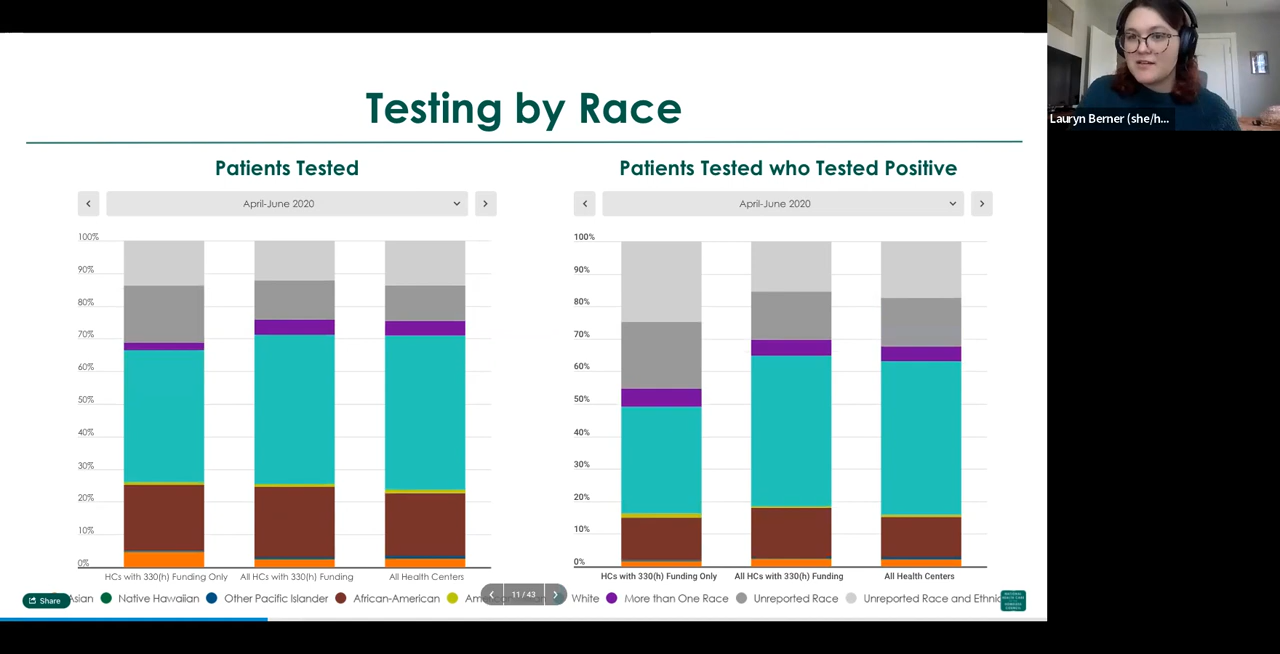 Testing by Race
Lauryn Berner (she/h...
Patients Tested
Patients Tested who Tested Positive
April-June 2020
April-June 2020
100%
90%
80%
70%
60%
50%
40%
30%
20%
10%
0%
HCs with 330(h) Funding Only
All HCs with 330(h) Funding
All Health Centers
100%
90%
80%
70%
60%
50%
40%
30%
20%
10%
0%
HCs with 330(h) Funding Only
All HCs with 330(h) Funding
All Health Centers
Share
Asian Native Hawaiian Other Pacific Islander African-American White More than One Race Unreported Race Unreported Race and Ethni
11 / 43